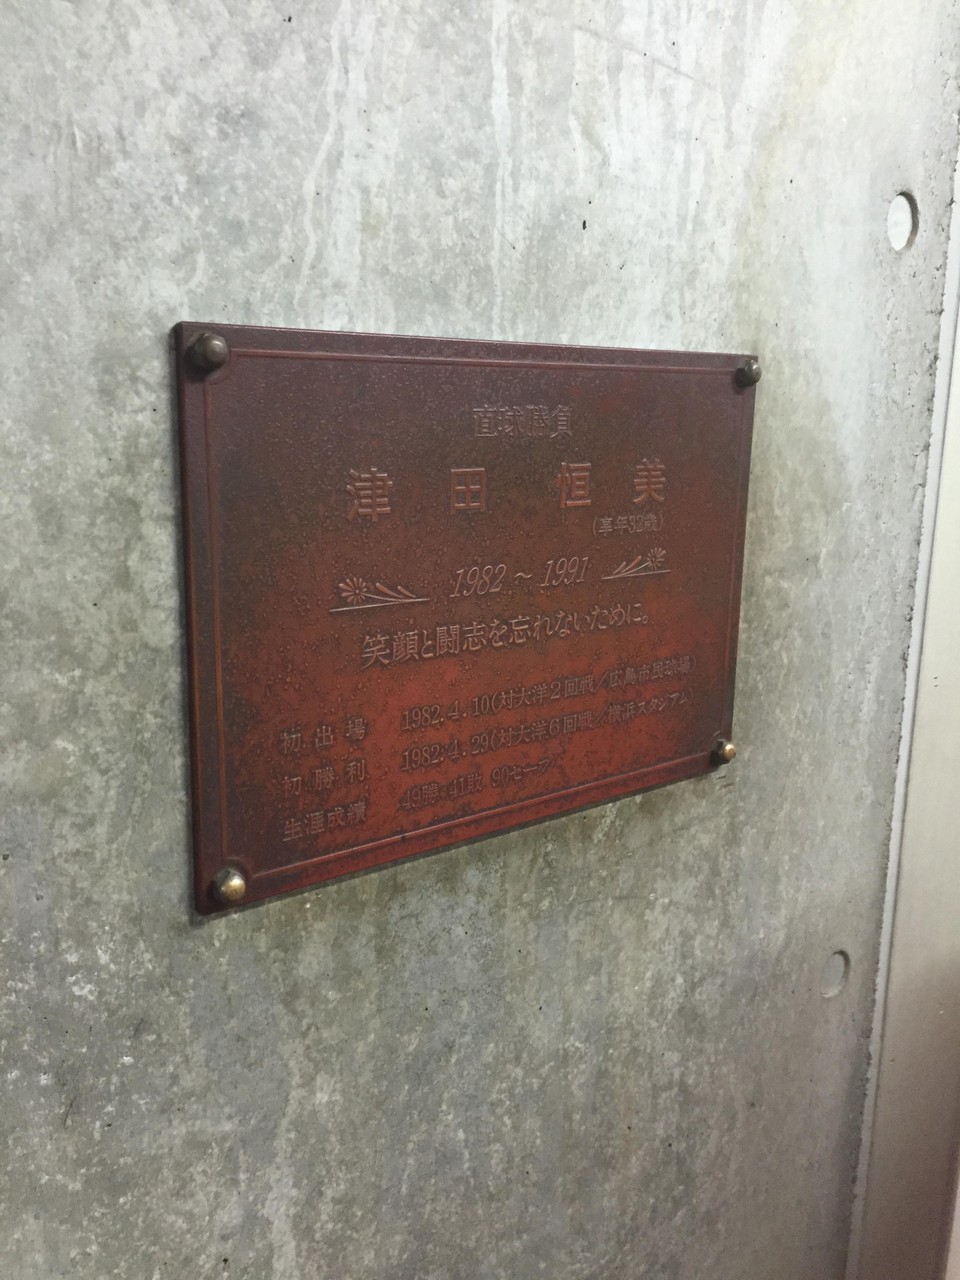 直球勝負
津田恒美
(享年32歳)
1982～1991
笑顔と闘志を忘れないために。
初出場 1982.4.10(対大洋2回戦/広島市民球場)
初勝利 1982.4.29(対大洋6回戦/横浜スタジアム)
生涯成績 49勝41敗 90セーブ